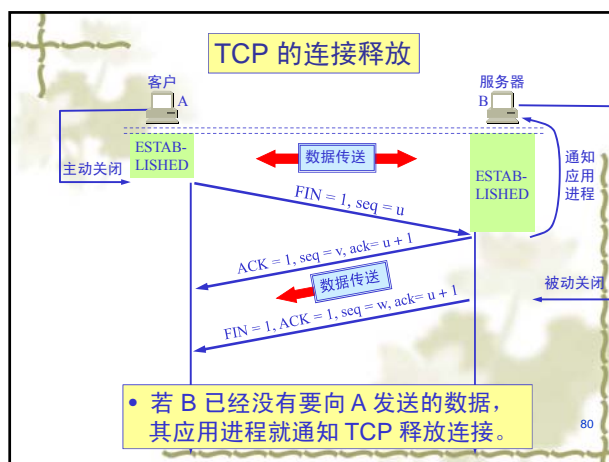 TCP 的连接释放
客户
A
服务器
B
ESTAB-
LISHED
数据传送
ESTAB-
LISHED
通知
应用
进程
主动关闭
FIN = 1, seq = u
ACK = 1, seq = v, ack= u + 1
数据传送
被动关闭
FIN = 1, ACK = 1, seq = w, ack= u + 1
• 若 B 已经没有要向 A 发送的数据，
其应用进程就通知 TCP 释放连接。
80